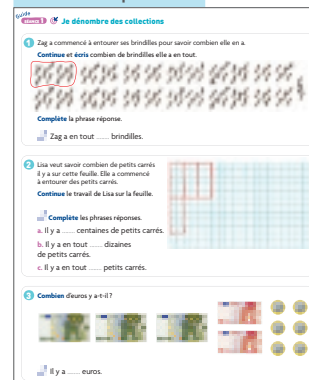 Guide
séance 1 Je dénombre des collections
1 Zag a commencé à entourer ses brindilles pour savoir combien elle en a.
Continue et écris combien de brindilles elle a en tout.
Complète la phrase réponse.
Zag a en tout ...... brindilles.
2 Lisa veut savoir combien de petits carrés
il y a sur cette feuille. Elle a commencé
à entourer des petits carrés.
Continue le travail de Lisa sur la feuille.
Complète les phrases réponses.
a. Il y a ...... centaines de petits carrés.
b. Il y a en tout ...... dizaines
de petits carrés.
c. Il y a en tout ...... petits carrés.
3 Combien d'euros y a-t-il ?
Il y a ...... euros.